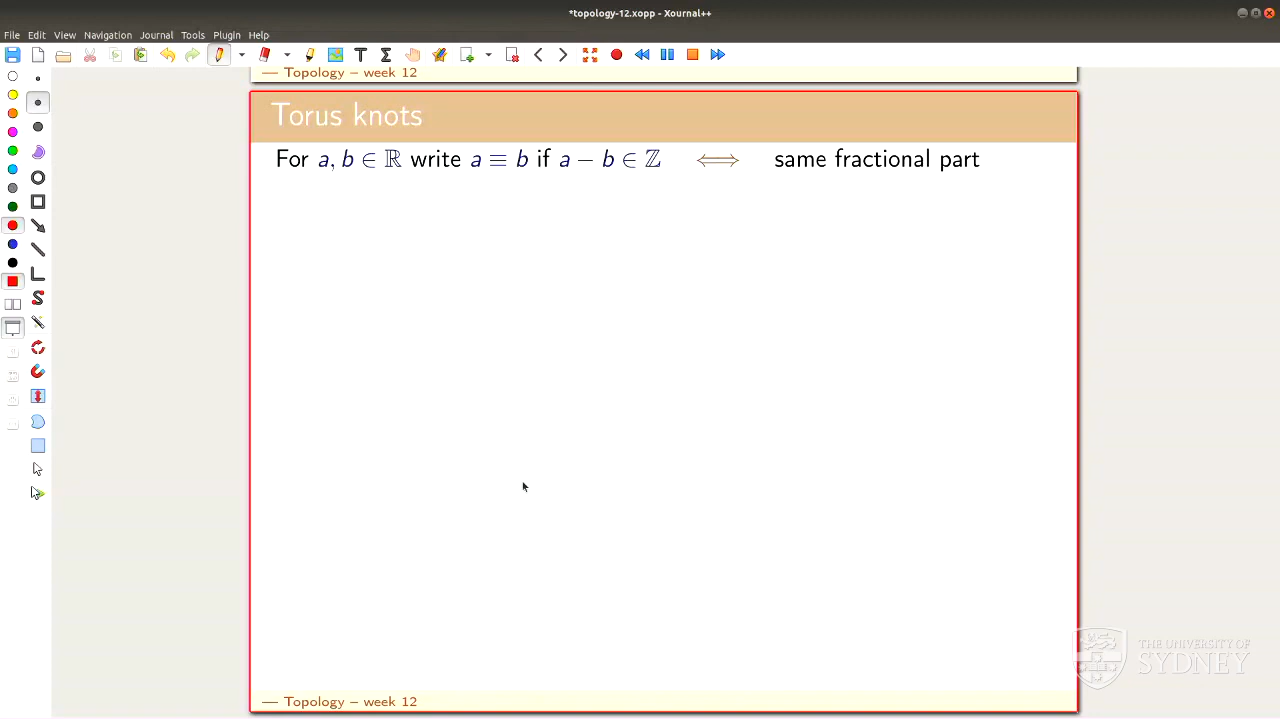 *topology-12.xopp - Xournal++
File Edit View Navigation Journal Tools Plugin Help
— Topology – week 12
Torus knots
For a, b ∈ ℝ write a ≡ b if a − b ∈ ℤ ⟺ same fractional part
THE UNIVERSITY OF
SYDNEY
— Topology – week 12